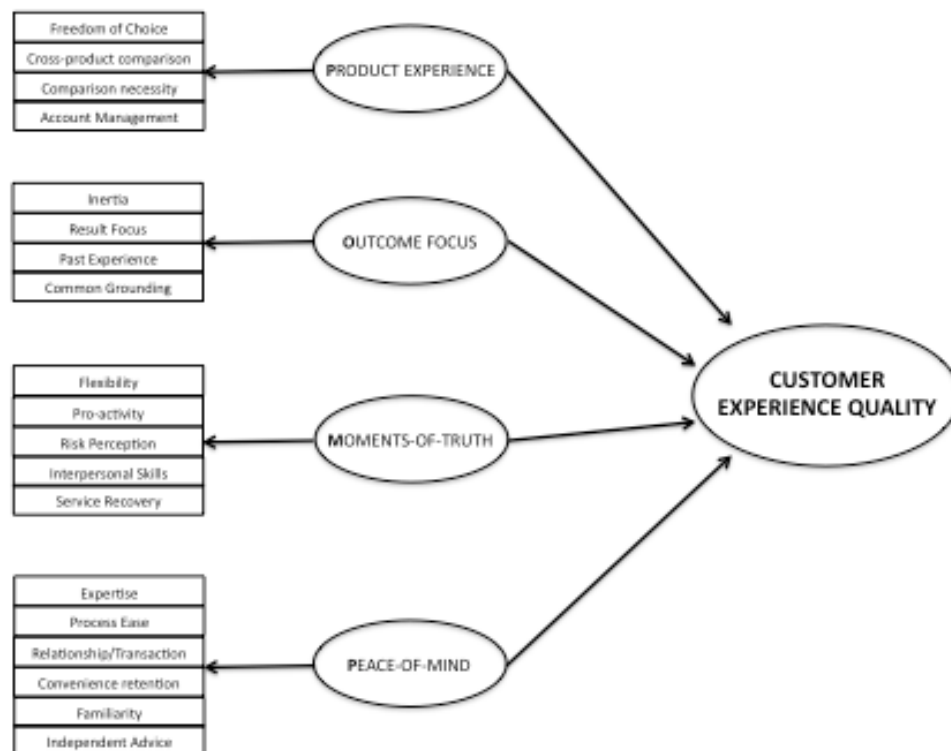 Freedom of Choice
Cross-product comparison
Comparison necessity
Account Management
PRODUCT EXPERIENCE
Inertia
Result Focus
Past Experience
Common Grounding
OUTCOME FOCUS
Flexibility
Pro-activity
Risk Perception
Interpersonal Skills
Service Recovery
MOMENTS-OF-TRUTH
Expertise
Process Ease
Relationship/Transaction
Convenience retention
Familiarity
Independent Advice
PEACE-OF-MIND
CUSTOMER
EXPERIENCE QUALITY